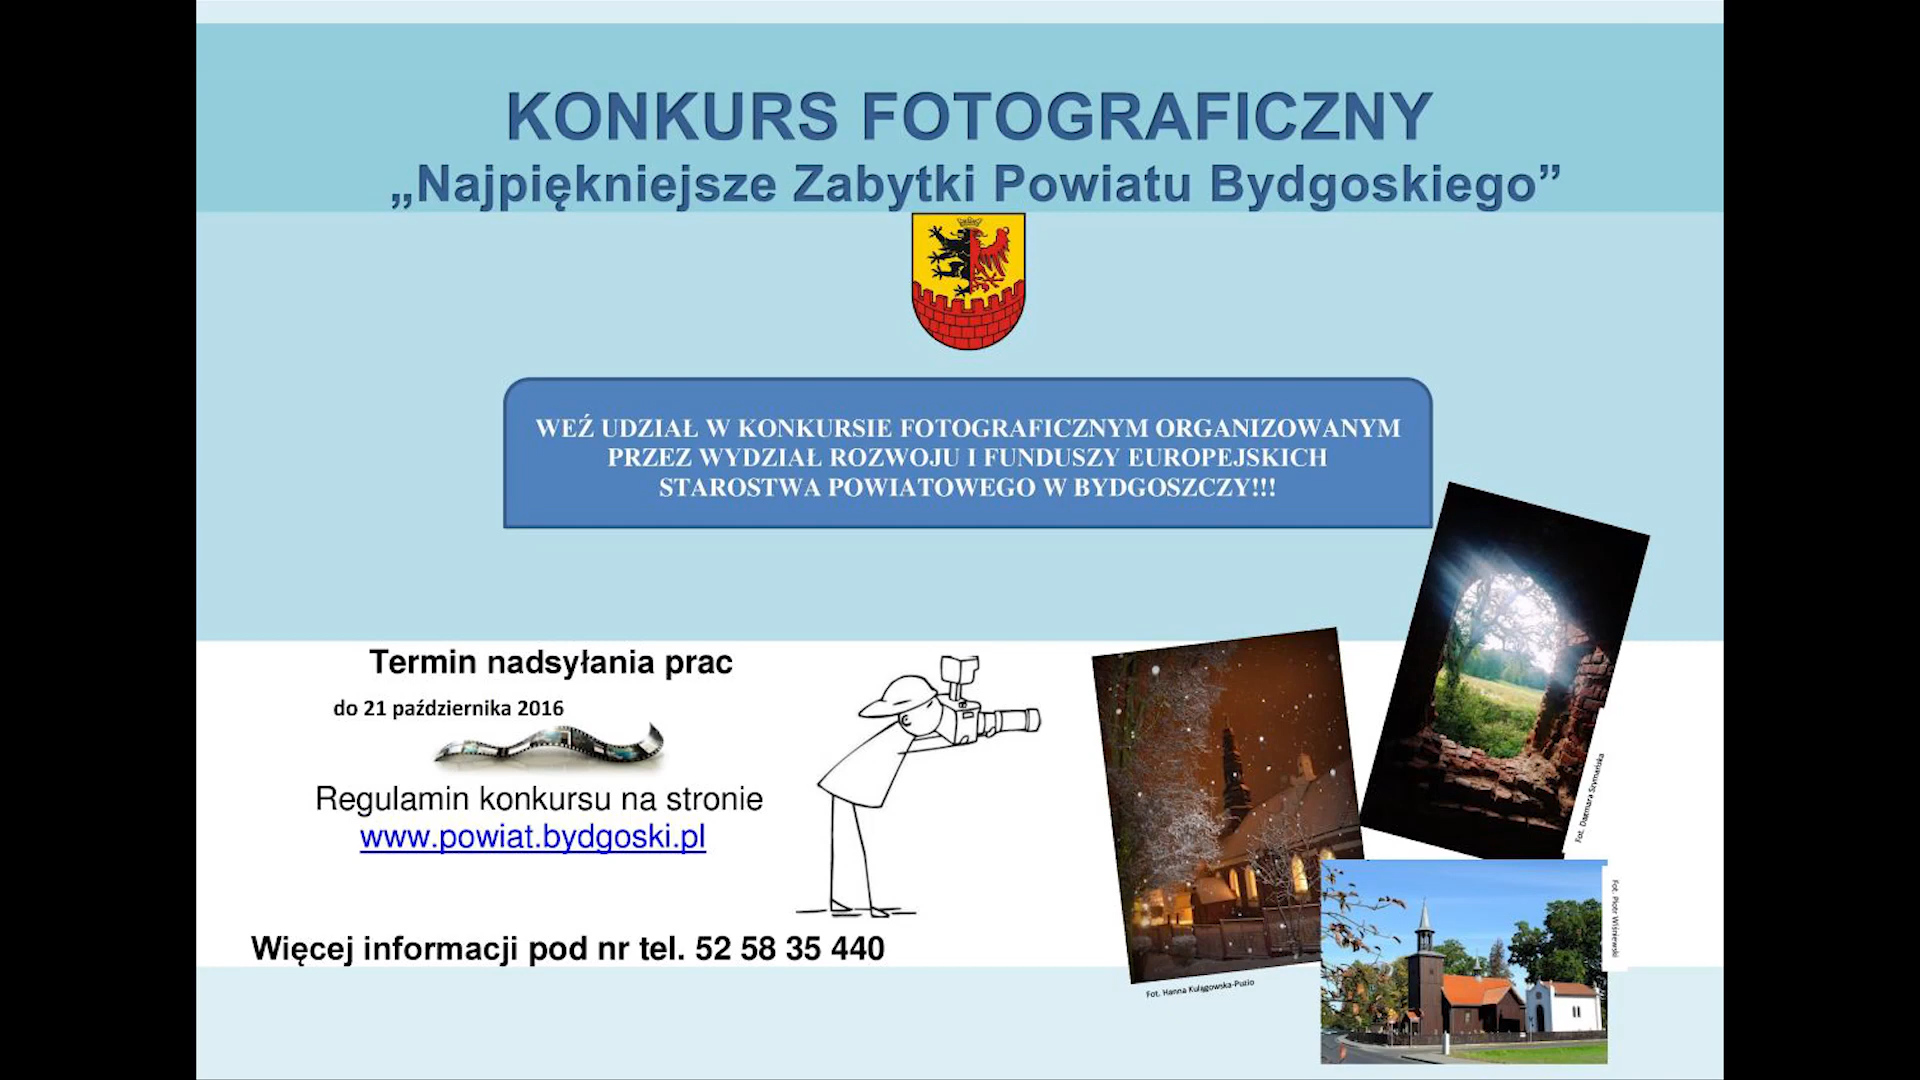 KONKURS FOTOGRAFICZNY
„Najpiękniejsze Zabytki Powiatu Bydgoskiego”
WEŹ UDZIAŁ W KONKURSIE FOTOGRAFICZNYM ORGANIZOWANYM
PRZEZ WYDZIAŁ ROZWOJU I FUNDUSZY EUROPEJSKICH
STAROSTWA POWIATOWEGO W BYDGOSZCZY!!!
Termin nadsyłania prac
do 21 października 2016
Regulamin konkursu na stronie
www.powiat.bydgoski.pl
Więcej informacji pod nr tel. 52 58 35 440
Fot. Hanna Kulągowska-Puzio
Fot. Dagmara Szymańska
Fot. Piotr Wiśniewski